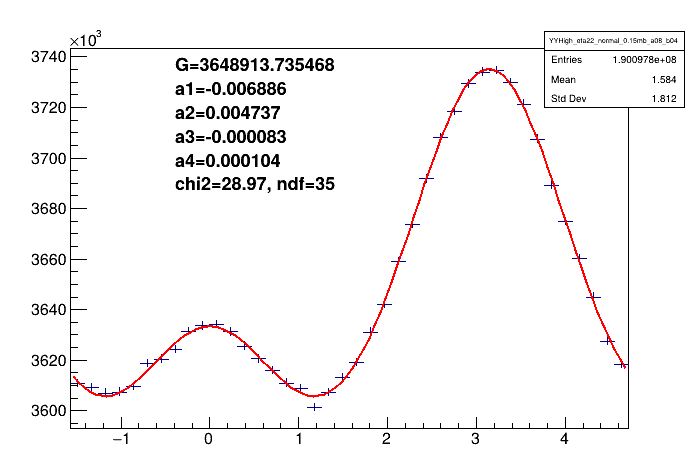 ×10³
YYHigh_eta22_normal_0.15mb_a08_b04
Entries 1.900978e+08
Mean 1.584
Std Dev 1.812
G=3648913.735468
a1=-0.006886
a2=0.004737
a3=-0.000083
a4=0.000104
chi2=28.97, ndf=35
3740
3720
3700
3680
3660
3640
3620
3600
−1 0 1 2 3 4